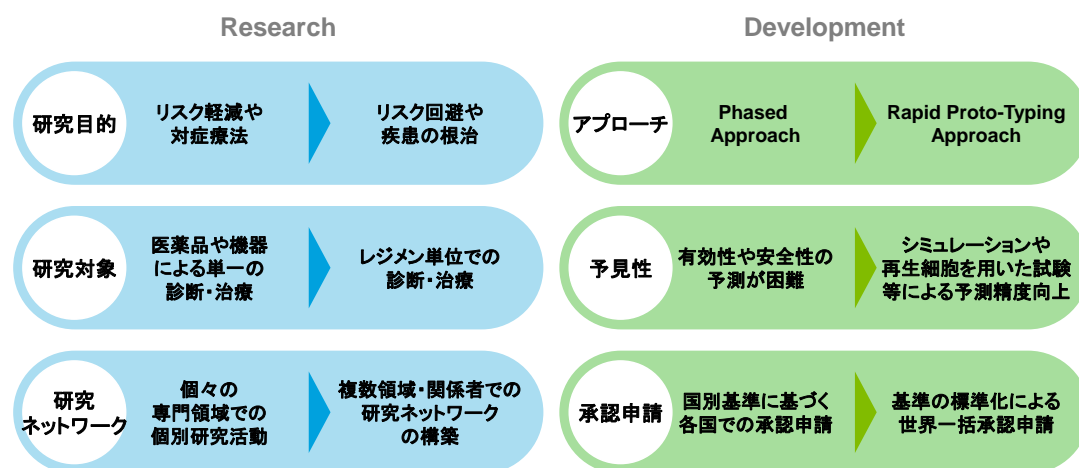 Research
研究目的
リスク軽減や
対症療法
リスク回避や
疾患の根治
研究対象
医薬品や機器
による単一の
診断・治療
レジメン単位での
診断・治療
研究
ネットワーク
個々の
専門領域での
個別研究活動
複数領域・関係者での
研究ネットワーク
の構築
Development
アプローチ
Phased
Approach
Rapid Proto-Typing
Approach
予見性
有効性や安全性の
予測が困難
シミュレーションや
再生細胞を用いた試験
等による予測精度向上
承認申請
国別基準に基づく
各国での承認申請
基準の標準化による
世界一括承認申請